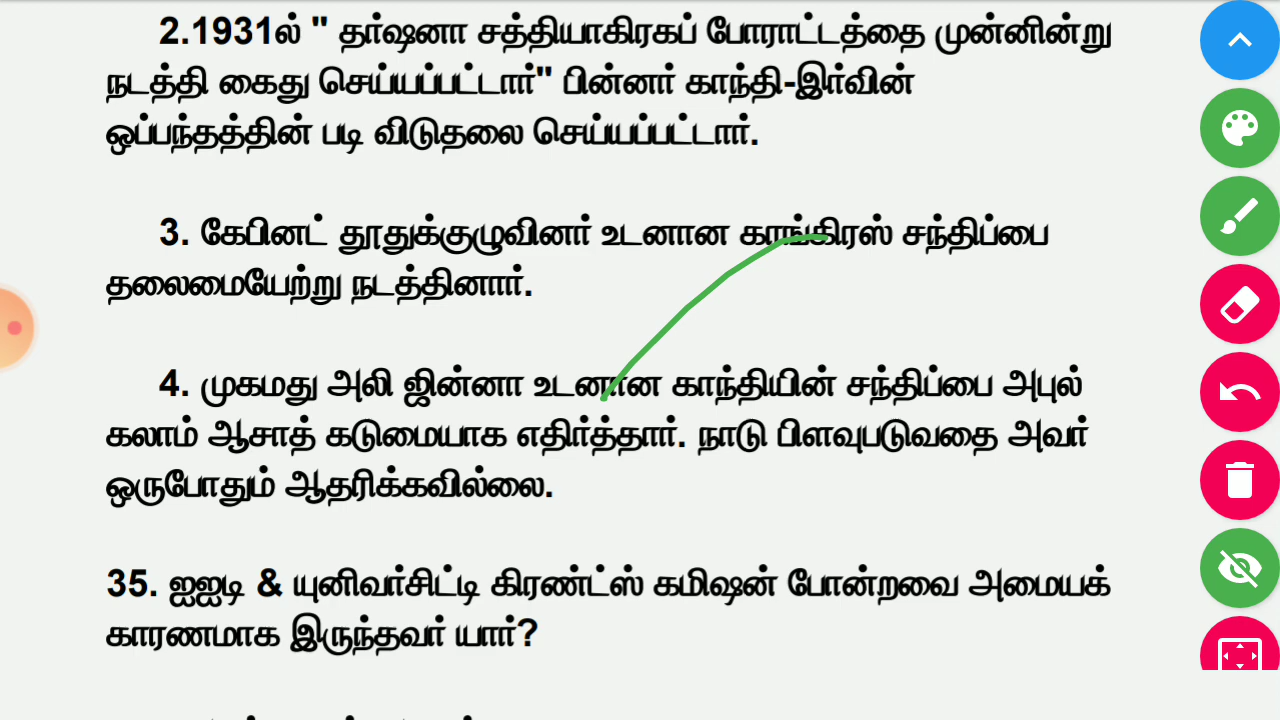 2.1931ல் " தர்ஷனா சத்தியாகிரகப் போராட்டத்தை முன்னின்று
நடத்தி கைது செய்யப்பட்டார்" பின்னர் காந்தி-இர்வின்
ஒப்பந்தத்தின் படி விடுதலை செய்யப்பட்டார்.
3. கேபினட் தூதுக்குழுவினர் உடனான காங்கிரஸ் சந்திப்பை
தலைமையேற்று நடத்தினார்.
4. முகமது அலி ஜின்னா உடனான காந்தியின் சந்திப்பை அபுல்
கலாம் ஆசாத் கடுமையாக எதிர்த்தார். நாடு பிளவுபடுவதை அவர்
ஒருபோதும் ஆதரிக்கவில்லை.
35. ஐஐடி & யுனிவர்சிட்டி கிரண்ட்ஸ் கமிஷன் போன்றவை அமையக்
காரணமாக இருந்தவர் யார்?